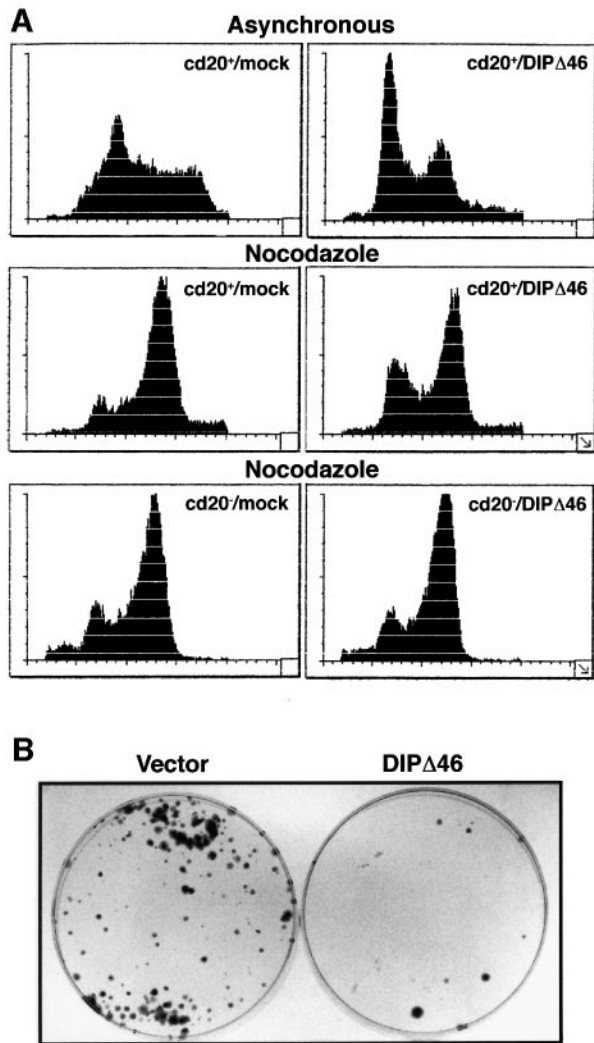 A
Asynchronous
cd20⁺/mock
cd20⁺/DIPΔ46
Nocodazole
cd20⁺/mock
cd20⁺/DIPΔ46
Nocodazole
cd20⁻/mock
cd20⁻/DIPΔ46
B
Vector
DIPΔ46